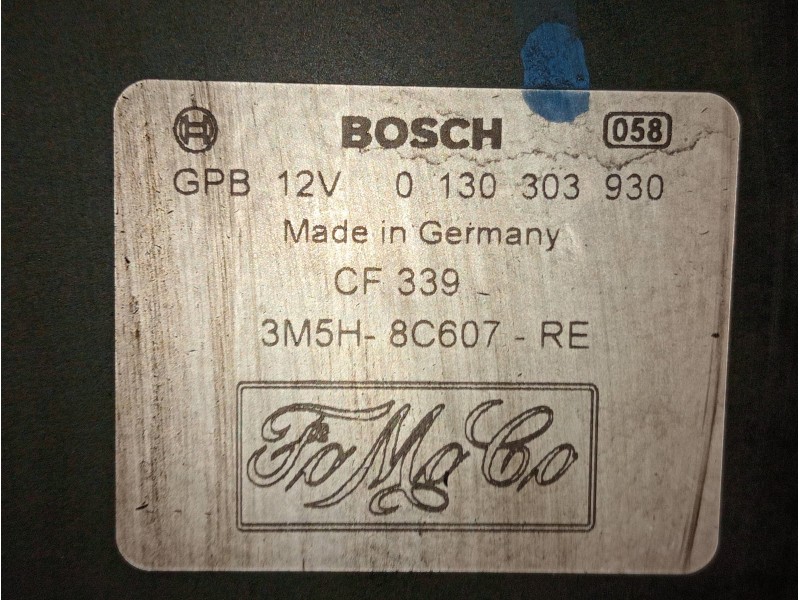 BOSCH 058
GPB 12V 0 130 303 930
Made in Germany
CF 339
3M5H- 8C607 - RE
FoMoCo